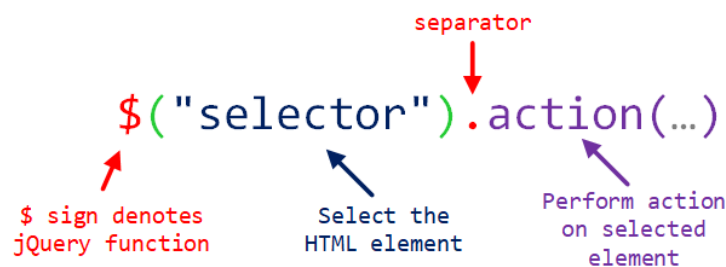 separator
$("selector").action(…)
$ sign denotes
jQuery function
Select the
HTML element
Perform action
on selected
element